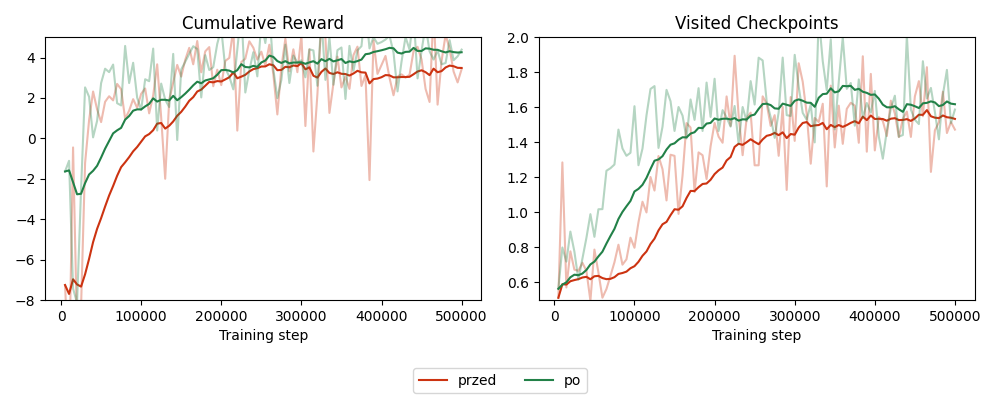 Cumulative Reward
4
2
0
−2
−4
−6
−8
0 100000 200000 300000 400000 500000
Training step
Visited Checkpoints
2.0
1.8
1.6
1.4
1.2
1.0
0.8
0.6
0 100000 200000 300000 400000 500000
Training step
przed po